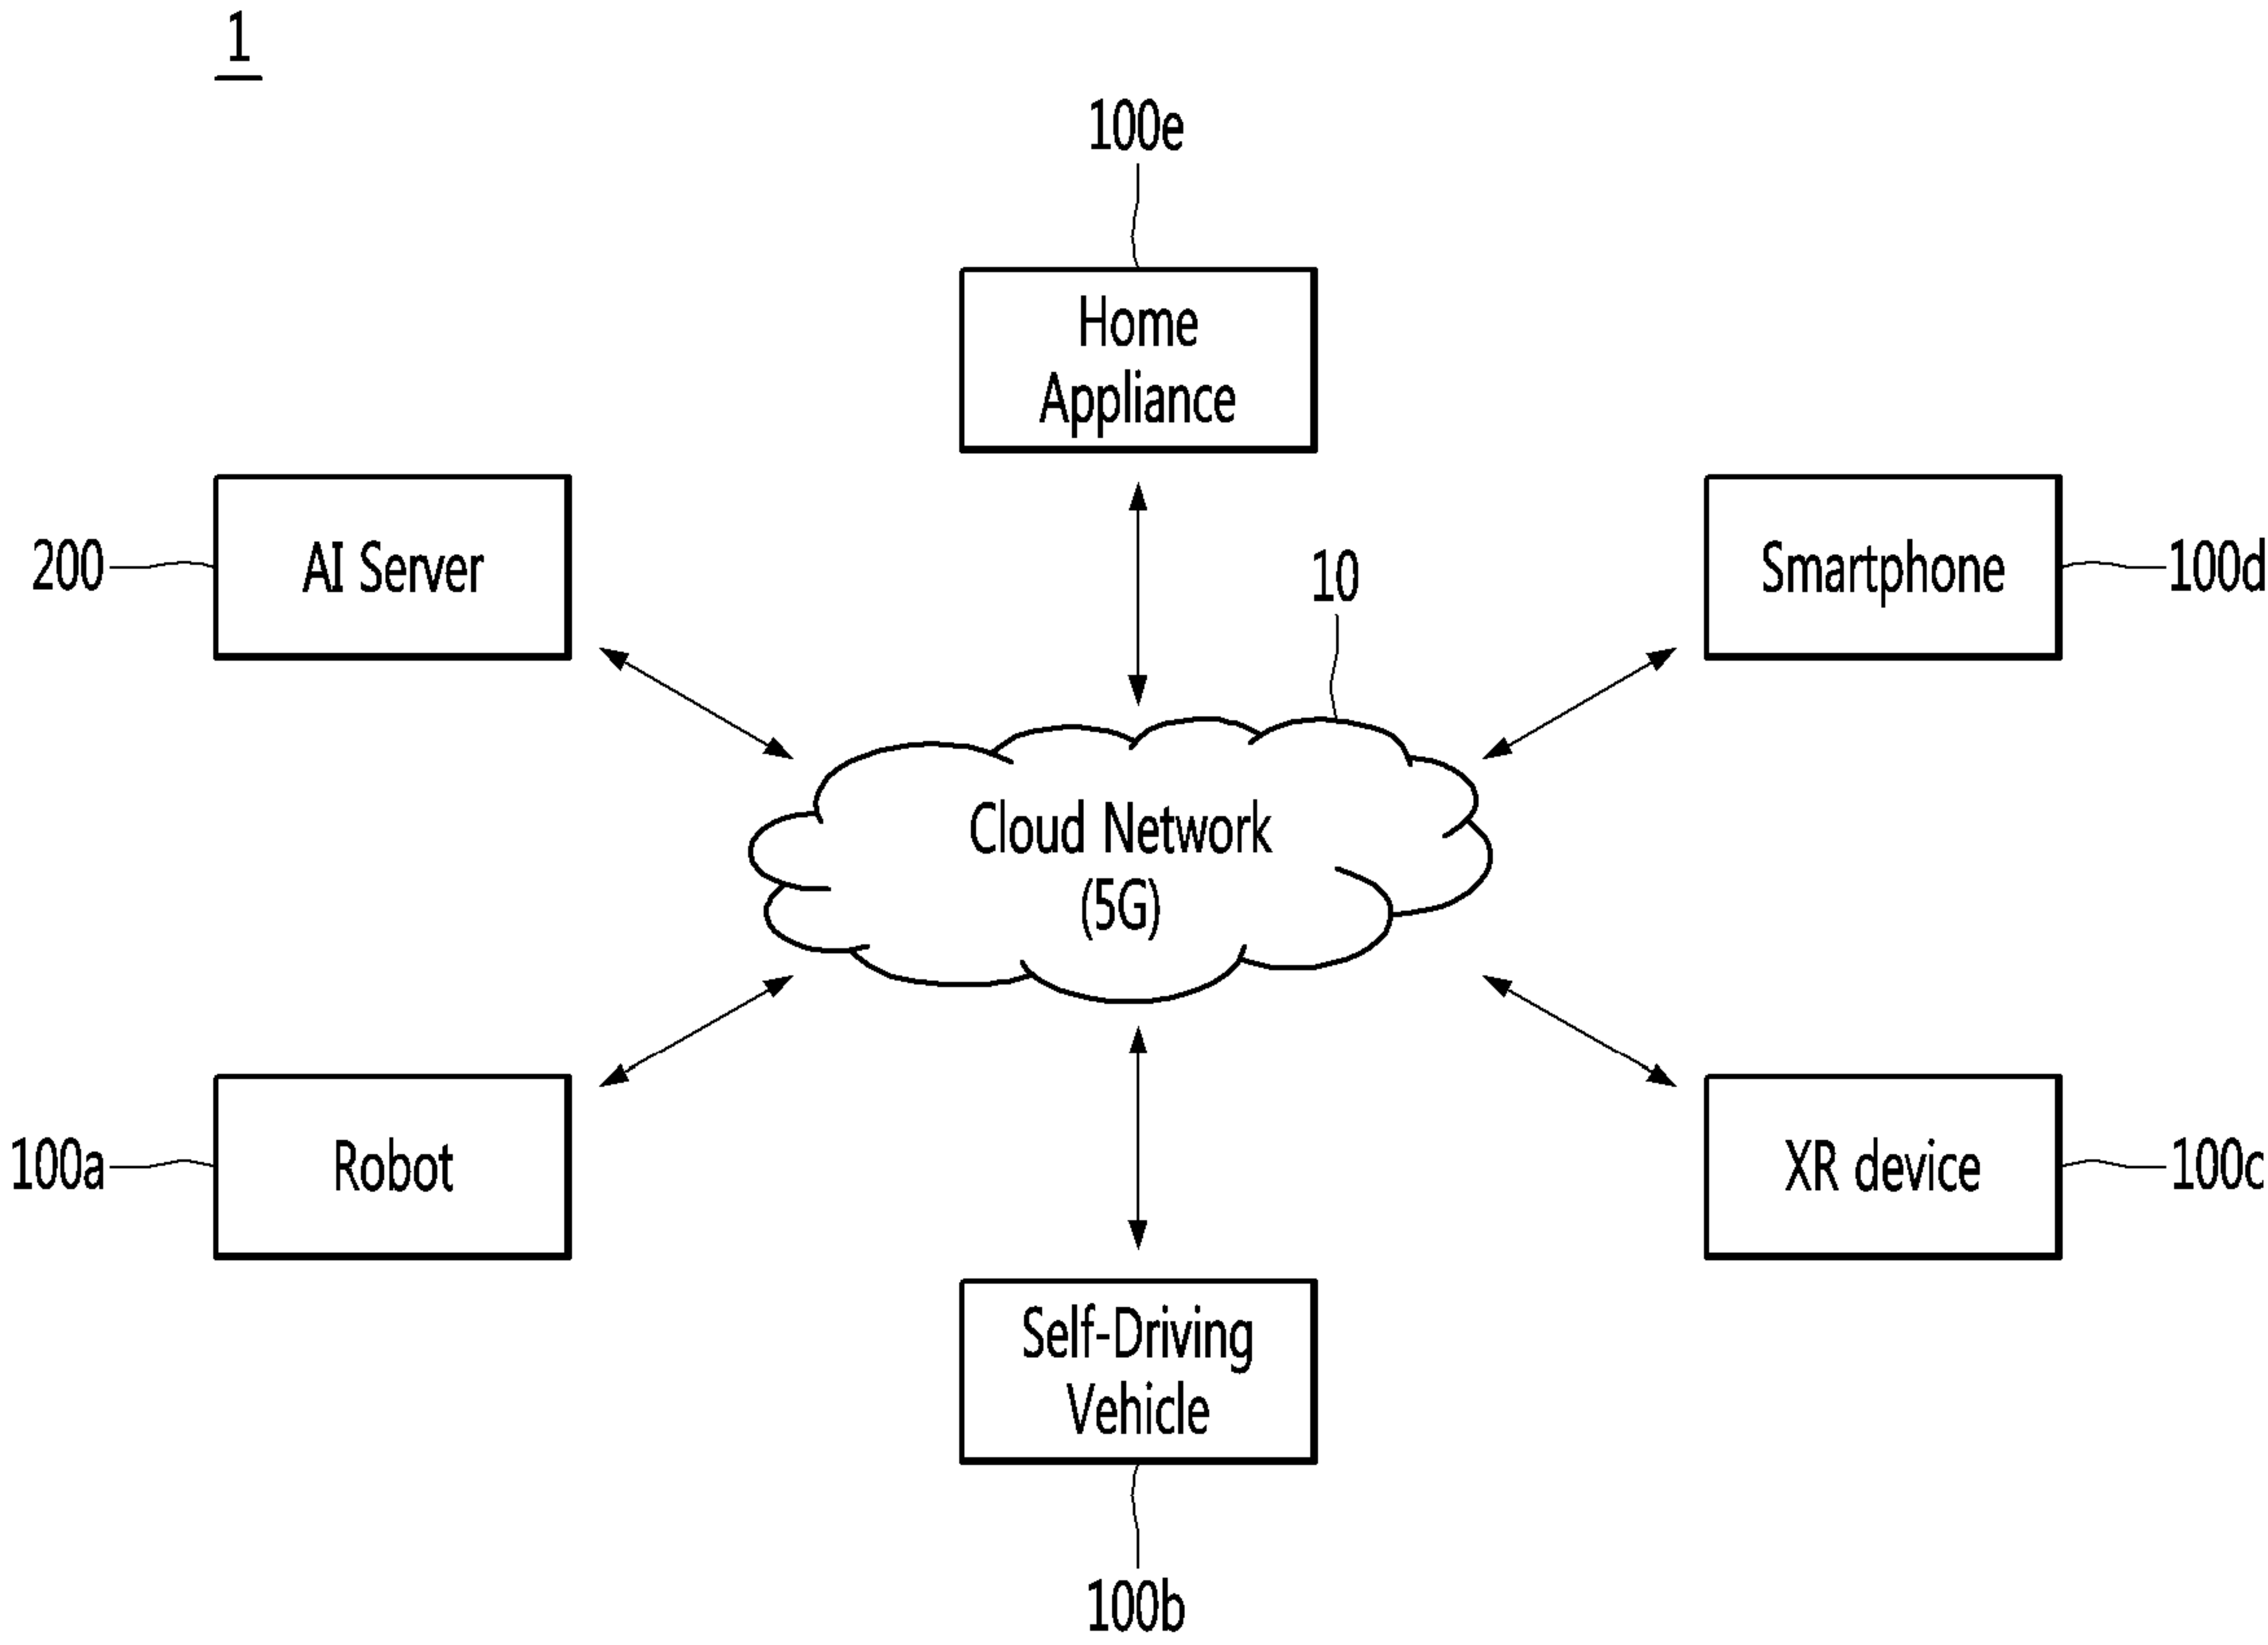 1
100e
Home
Appliance
200
AI Server
Smartphone
100d
10
Cloud Network
(5G)
100a
Robot
XR device
100c
Self-Driving
Vehicle
100b